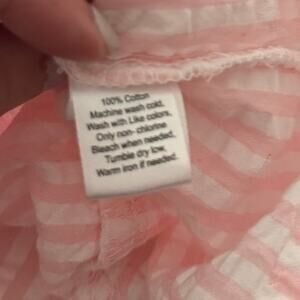 100% Cotton
Machine wash cold.
Wash with Like colors.
Only non- chlorine
Bleach when needed.
Tumble dry low.
Warm iron if needed.